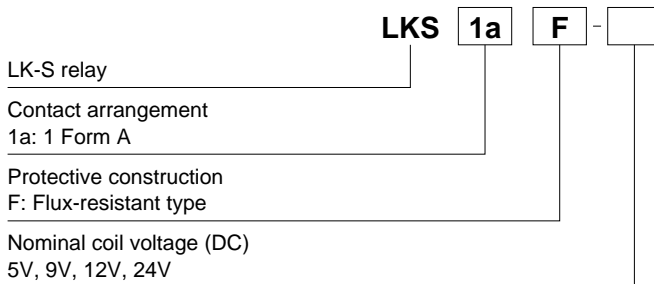 LKS 1a F -
LK-S relay
Contact arrangement
1a: 1 Form A
Protective construction
F: Flux-resistant type
Nominal coil voltage (DC)
5V, 9V, 12V, 24V